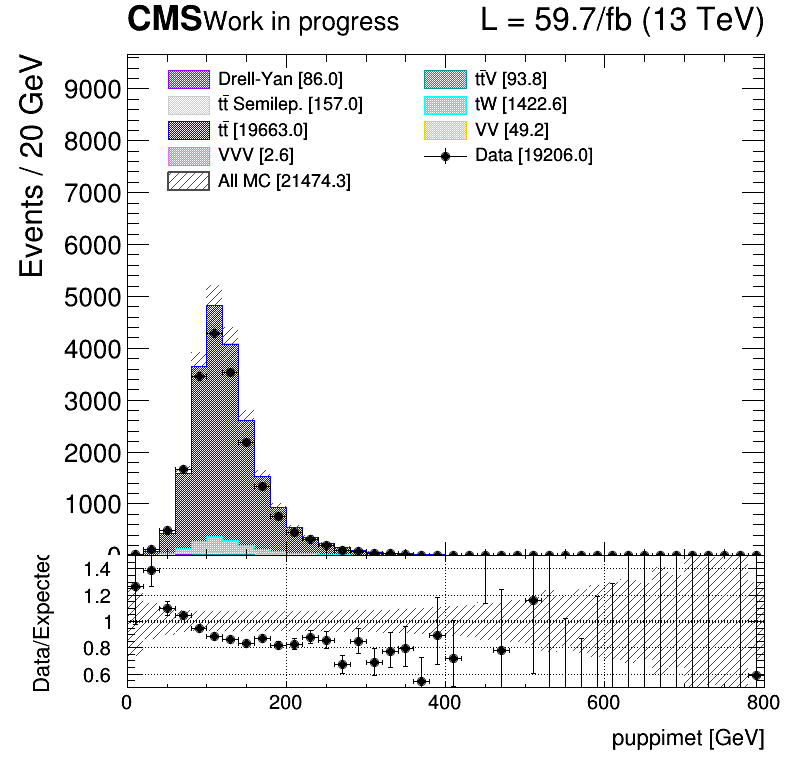 CMS Work in progress L = 59.7/fb (13 TeV)
Events / 20 GeV
9000
8000
7000
6000
5000
4000
3000
2000
1000
0
Drell-Yan [86.0]
tt̄V [93.8]
tt̄ Semilep. [157.0]
tW [1422.6]
tt̄ [19663.0]
VV [49.2]
VVV [2.6]
Data [19206.0]
All MC [21474.3]
Data/Expected
1.4
1.2
1
0.8
0.6
0 200 400 600 800
puppimet [GeV]